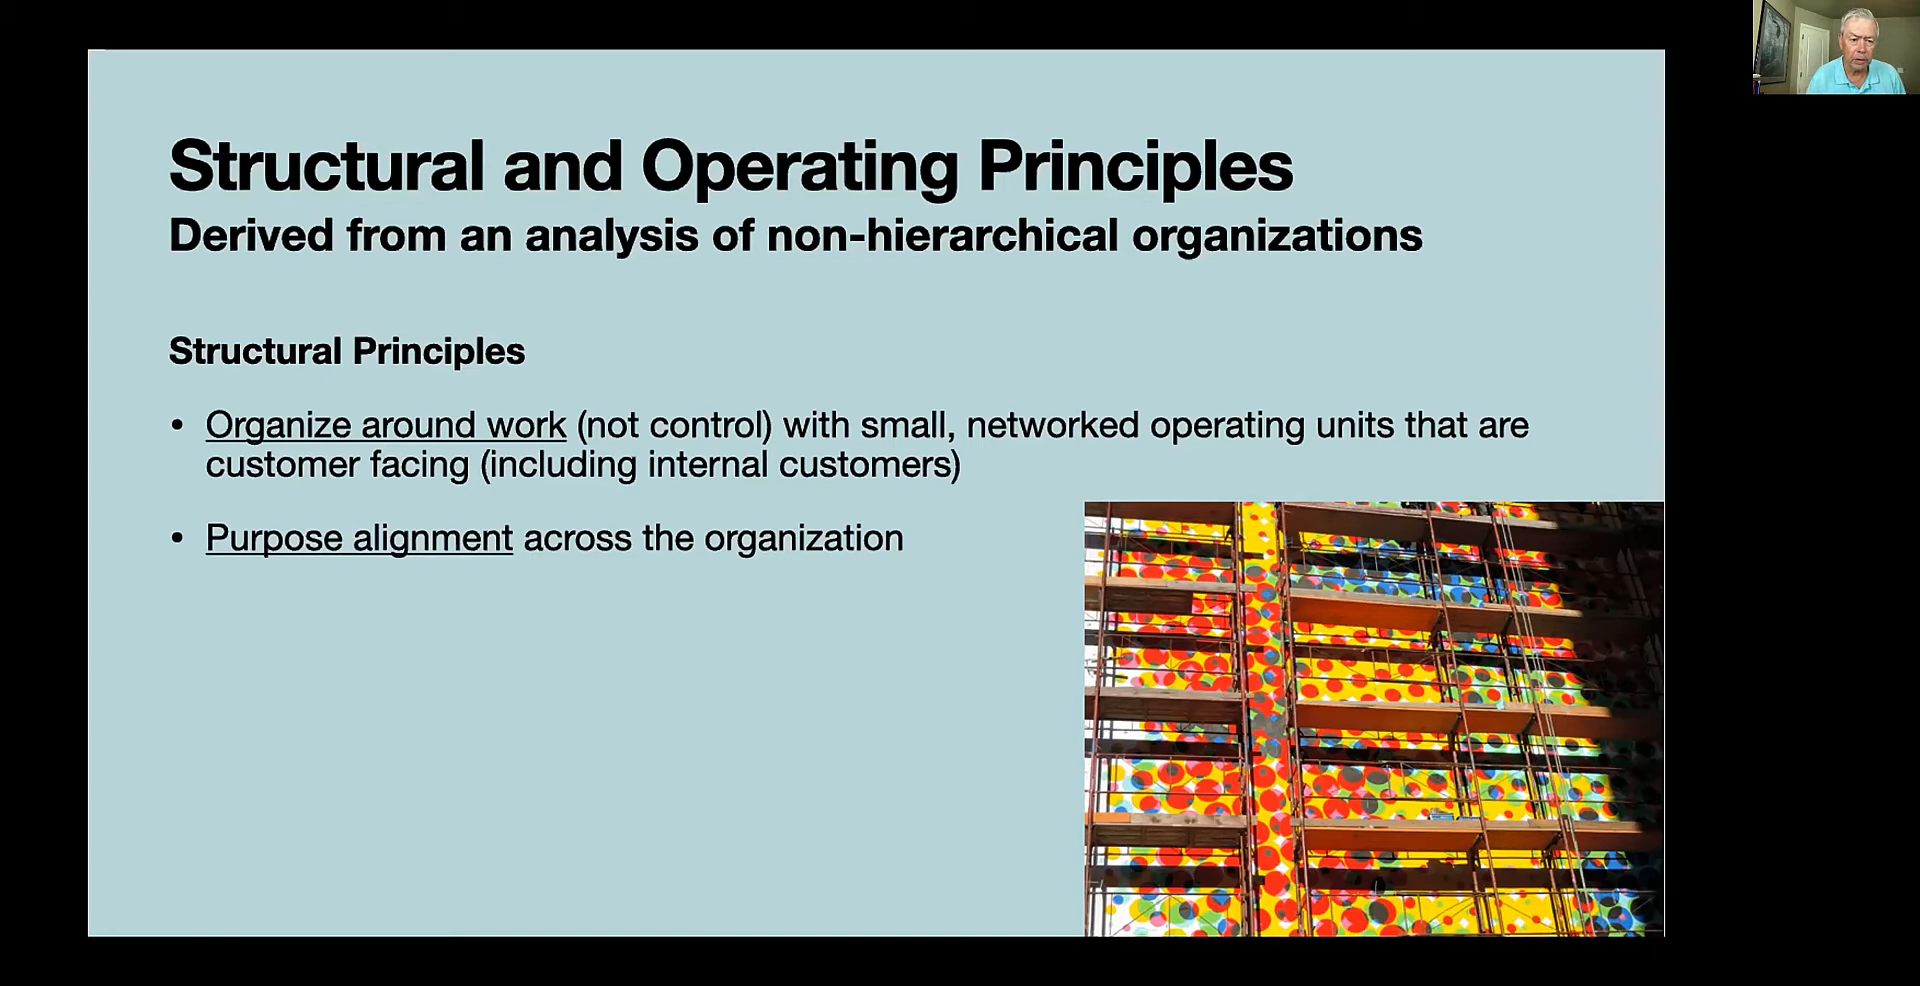 Structural and Operating Principles
Derived from an analysis of non-hierarchical organizations
Structural Principles
• Organize around work (not control) with small, networked operating units that are
customer facing (including internal customers)
• Purpose alignment across the organization